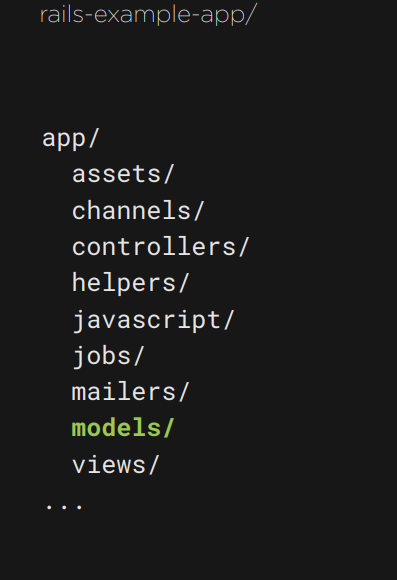 rails-example-app/
app/
assets/
channels/
controllers/
helpers/
javascript/
jobs/
mailers/
models/
views/
...